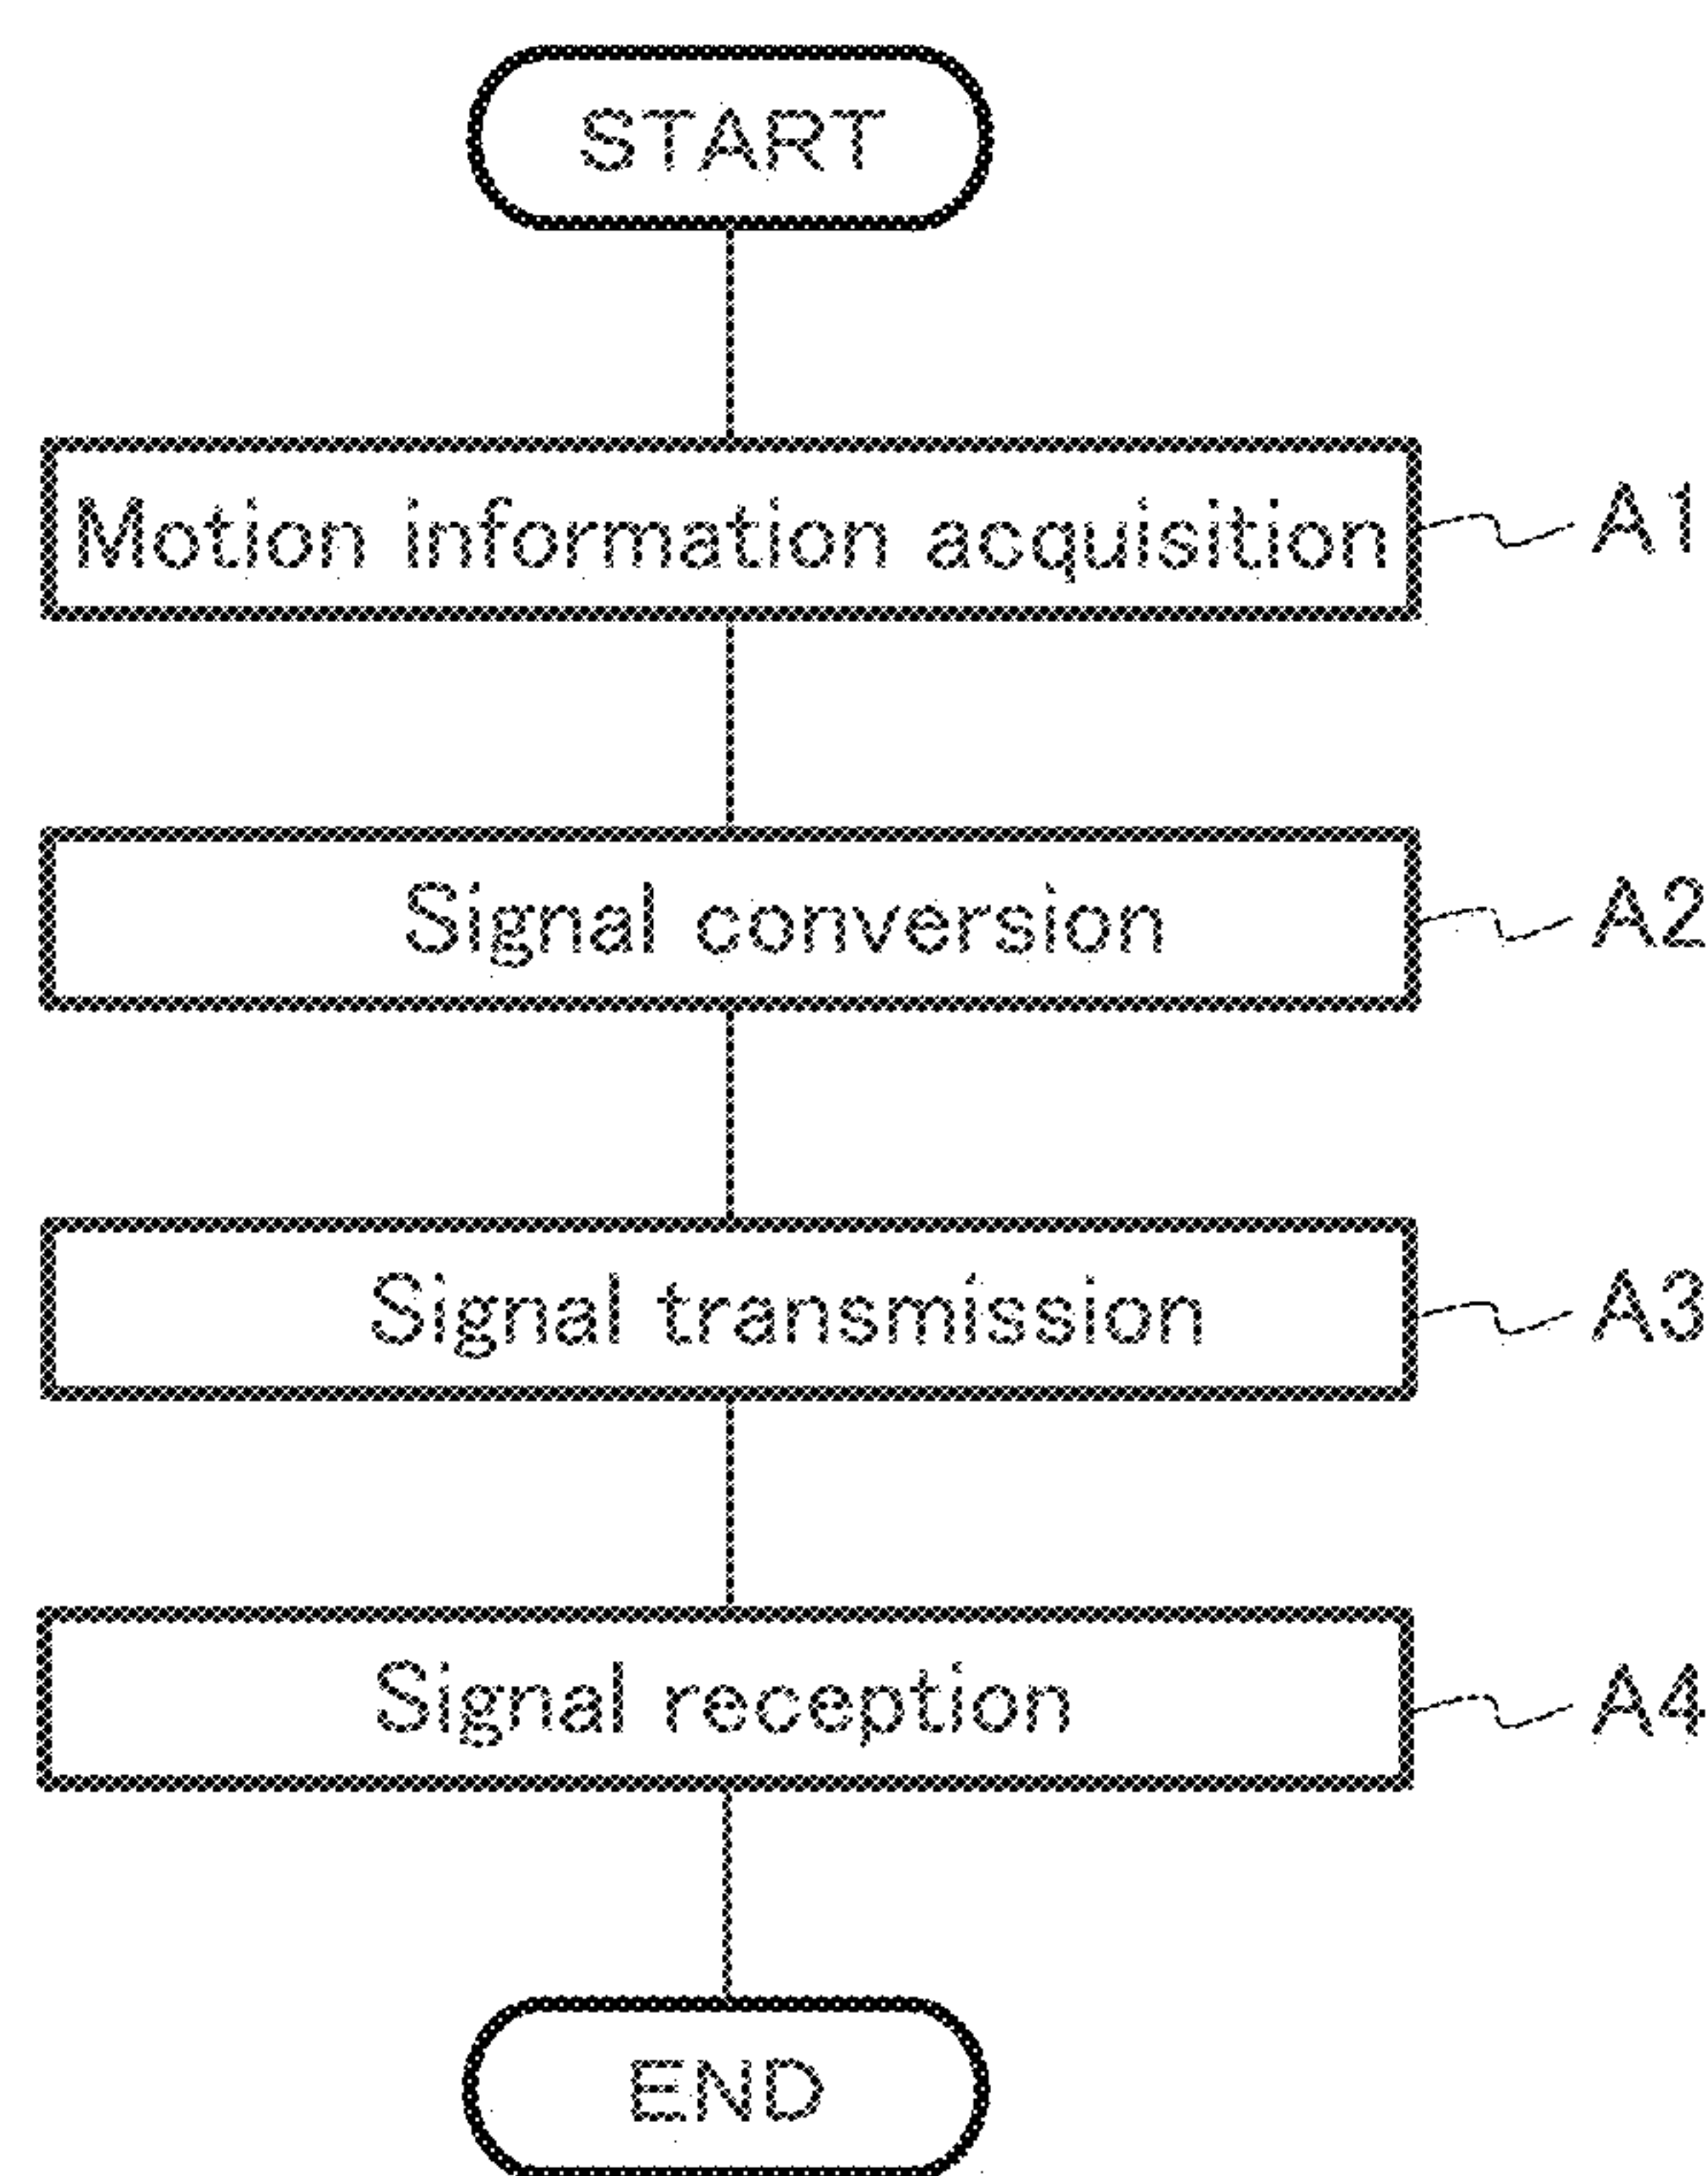 START
Motion information acquisition A1
Signal conversion A2
Signal transmission A3
Signal reception A4
END